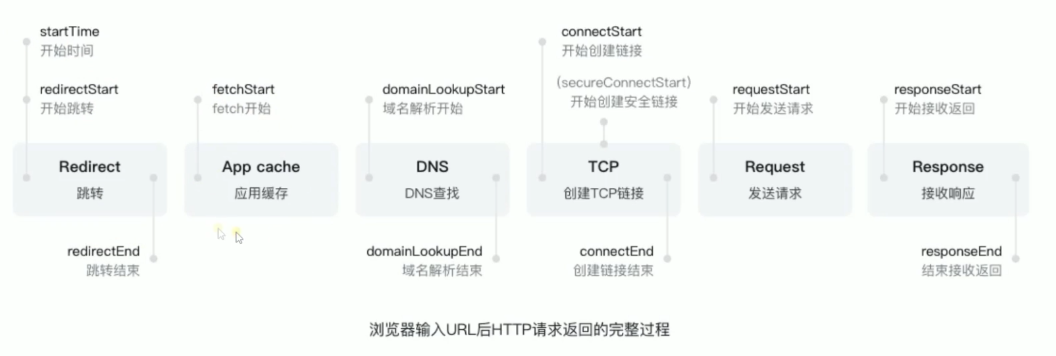 startTime
开始时间
redirectStart
开始跳转
fetchStart
fetch开始
domainLookupStart
域名解析开始
connectStart
开始创建链接
(secureConnectStart)
开始创建安全链接
requestStart
开始发送请求
responseStart
开始接收返回
Redirect
跳转
App cache
应用缓存
DNS
DNS查找
TCP
创建TCP链接
Request
发送请求
Response
接收响应
redirectEnd
跳转结束
domainLookupEnd
域名解析结束
connectEnd
创建链接结束
responseEnd
结束接收返回
浏览器输入URL后HTTP请求返回的完整过程